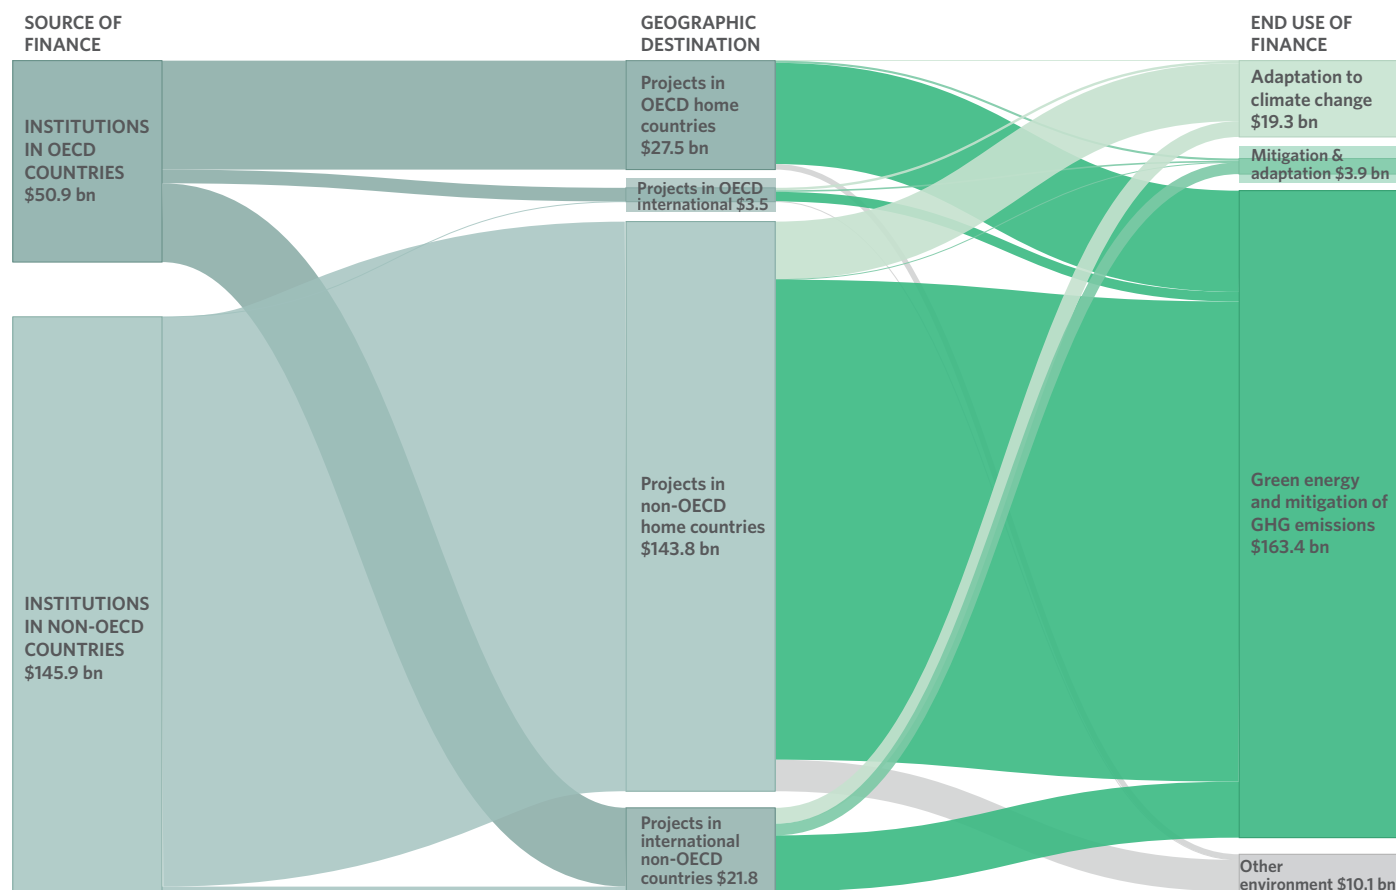 SOURCE OF
FINANCE
GEOGRAPHIC
DESTINATION
END USE OF
FINANCE
INSTITUTIONS
IN OECD
COUNTRIES
$50.9 bn
INSTITUTIONS
IN NON-OECD
COUNTRIES
$145.9 bn
Projects in
OECD home
countries
$27.5 bn
Projects in OECD
international $3.5
Projects in
non-OECD
home countries
$143.8 bn
Projects in
international
non-OECD
countries $21.8
Adaptation to
climate change
$19.3 bn
Mitigation &
adaptation $3.9 bn
Green energy
and mitigation of
GHG emissions
$163.4 bn
Other
environment $10.1 bn